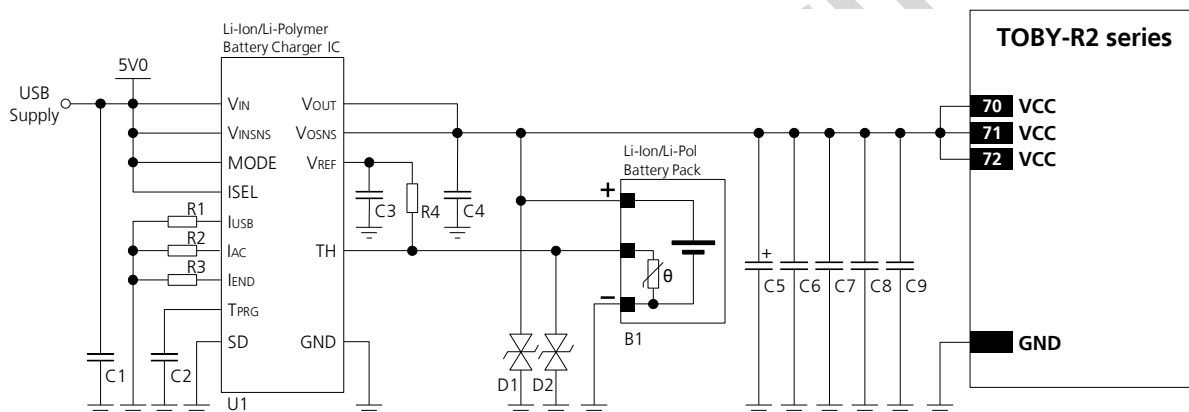 Li-Ion/Li-Polymer
Battery Charger IC
TOBY-R2 series
5V0
USB
Supply
VIN
VOUT
70 VCC
VINSNS
VOSNS
71 VCC
MODE
VREF
72 VCC
Li-Ion/Li-Pol
Battery Pack
ISEL
+
C3
R4
C4
R1
IUSB
R2
IAC
TH
R3
IEND
θ
+
C5
C6
C7
C8
C9
TPRG
–
B1
SD
GND
GND
C1
C2
D1
D2
U1